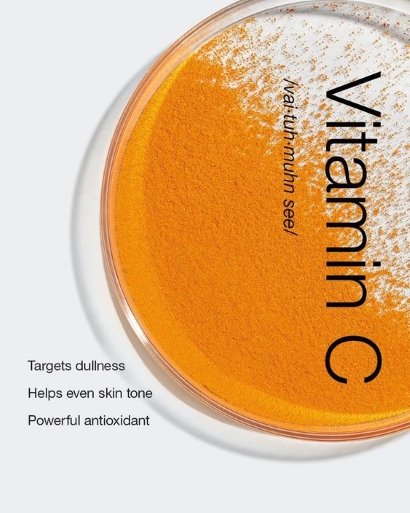 Vitamin C
/vai·tuh·muhn see/
Targets dullness
Helps even skin tone
Powerful antioxidant